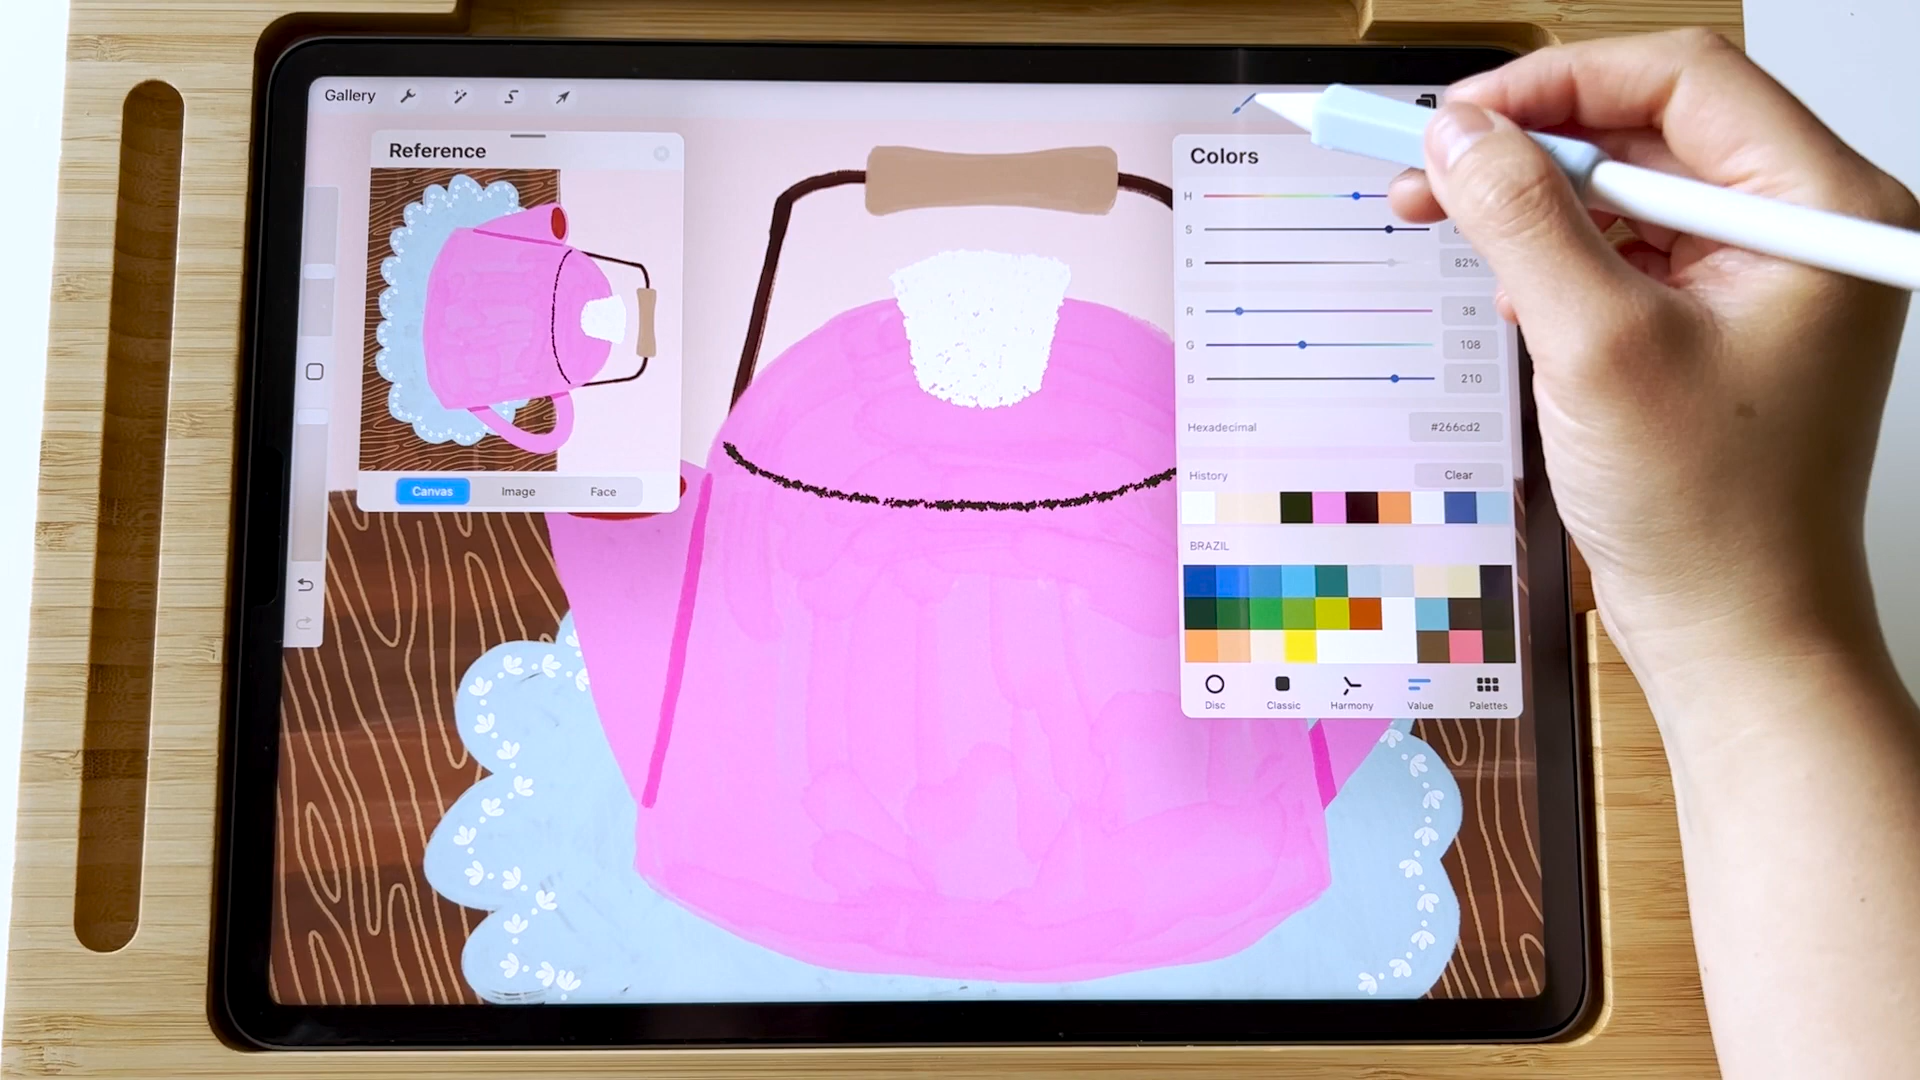 Gallery
Reference
Canvas Image Face
Colors
H
S
B 82%
R 38
G 108
B 210
Hexadecimal #266cd2
History Clear
BRAZIL
Disc Classic Harmony Value Palettes